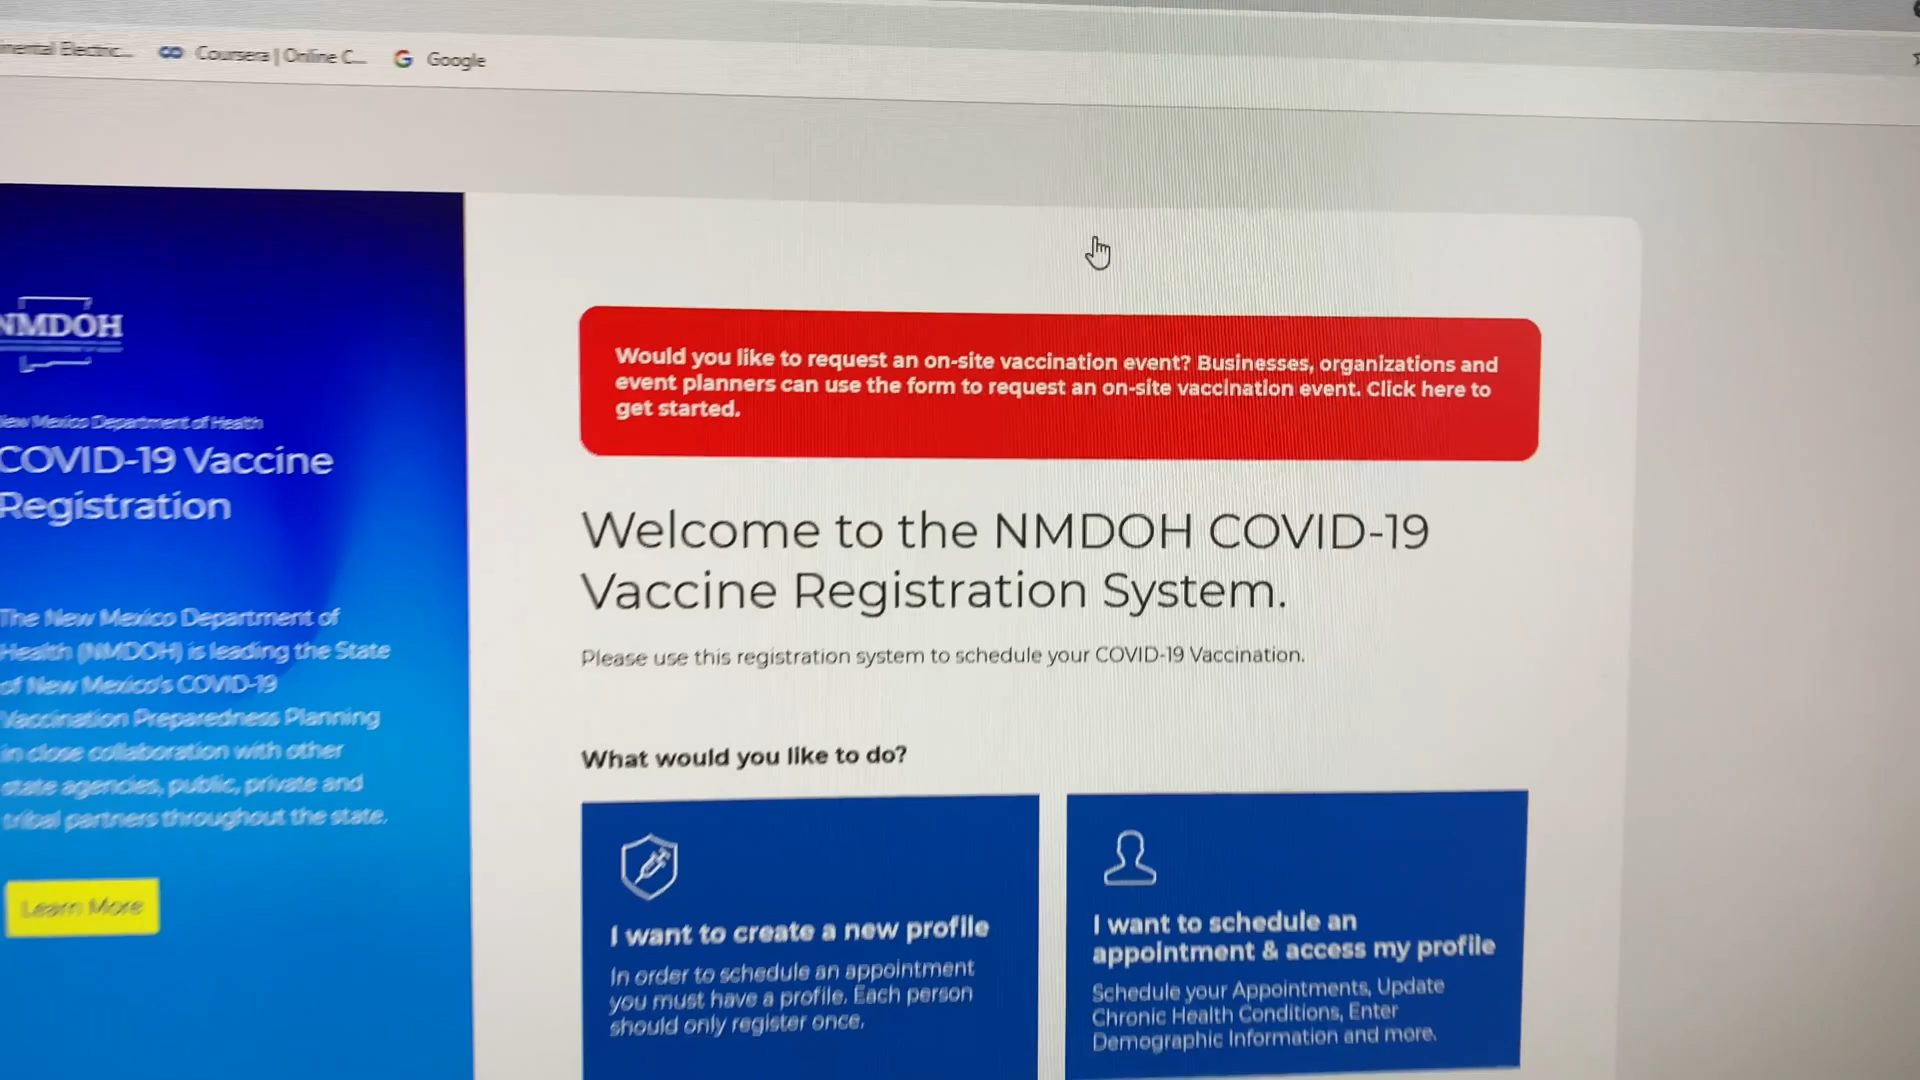 Electric...
Coursera | Online C...
Google
NMDOH
New Mexico Department of Health
COVID-19 Vaccine
Registration
The New Mexico Department of
Health (NMDOH) is leading the State
of New Mexico's COVID-19
Vaccination Preparedness Planning
in close collaboration with other
state agencies, public, private and
tribal partners throughout the state.
Learn More
Would you like to request an on-site vaccination event? Businesses, organizations and
event planners can use the form to request an on-site vaccination event. Click here to
get started.
Welcome to the NMDOH COVID-19
Vaccine Registration System.
Please use this registration system to schedule your COVID-19 Vaccination.
What would you like to do?
I want to create a new profile
In order to schedule an appointment
you must have a profile. Each person
should only register once.
I want to schedule an
appointment & access my profile
Schedule your Appointments, Update
Chronic Health Conditions, Enter
Demographic Information and more.